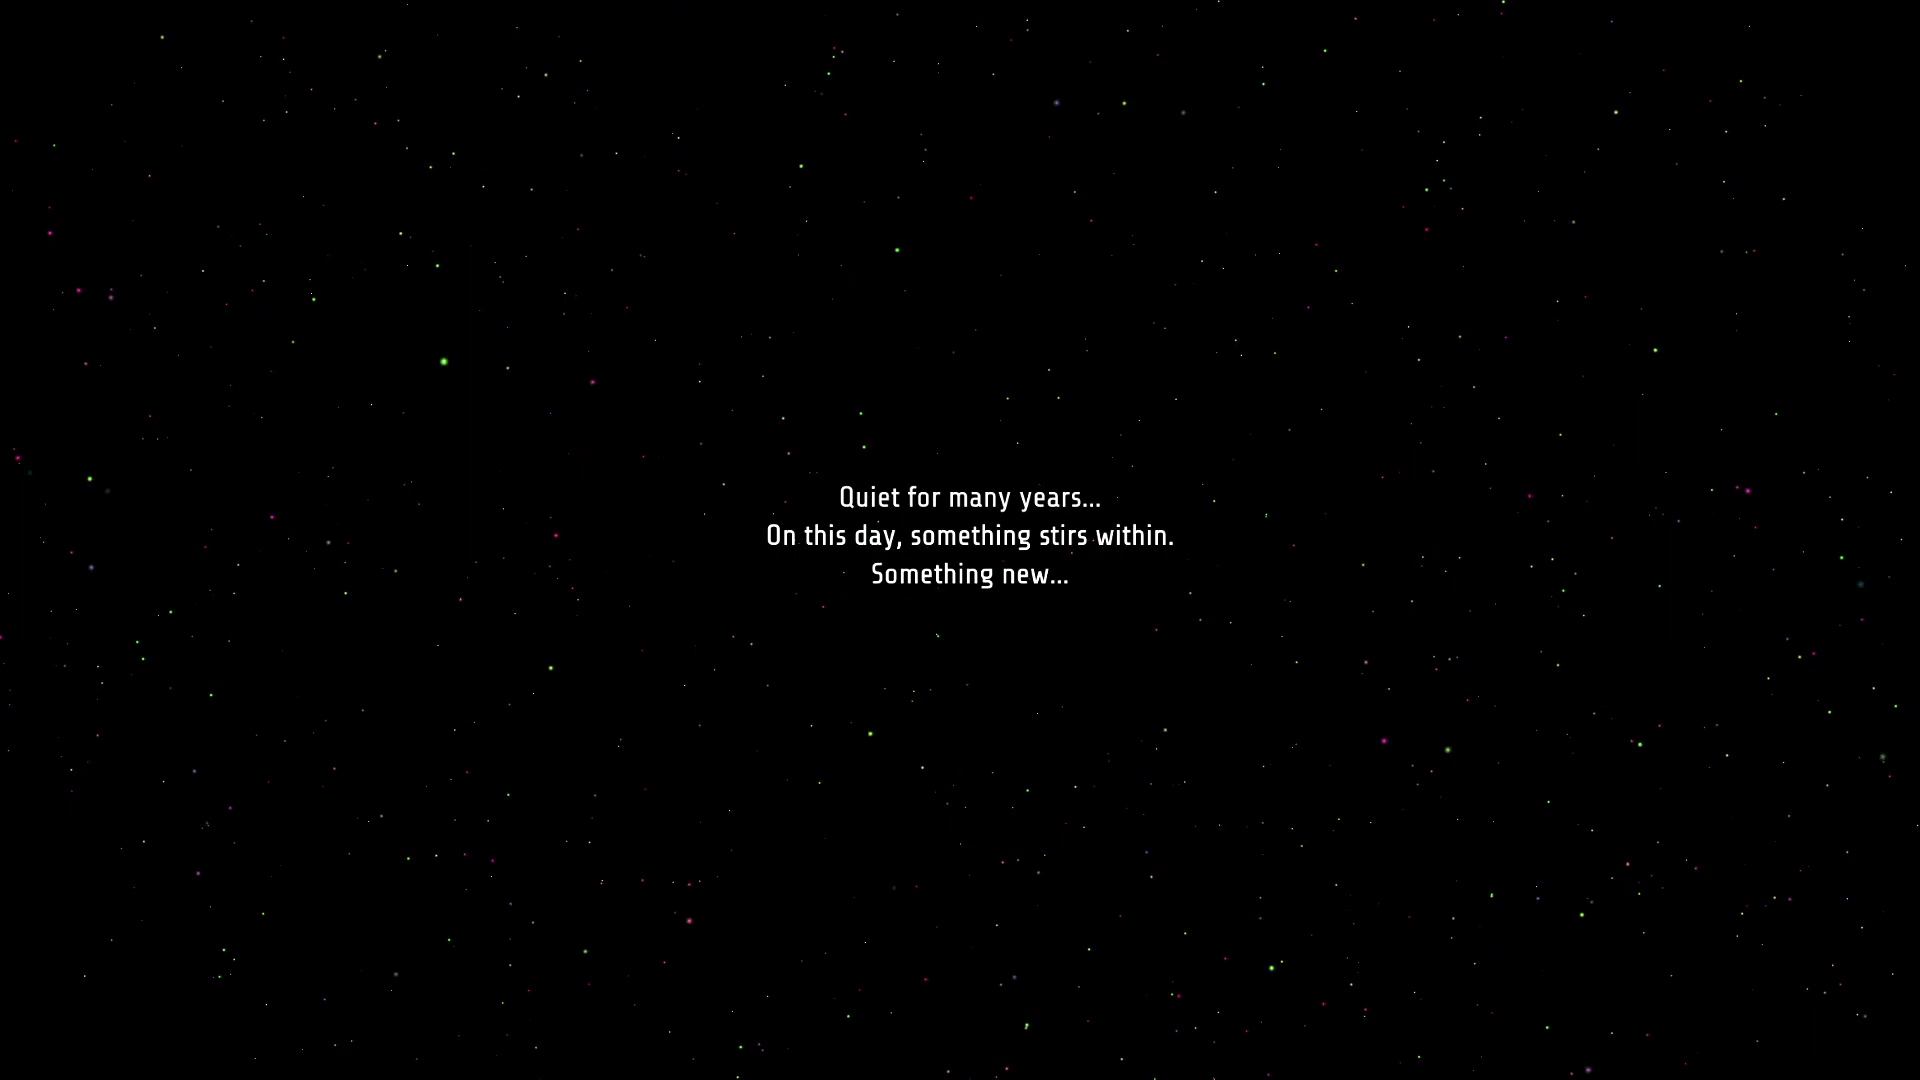 Quiet for many years...
On this day, something stirs within.
Something new...